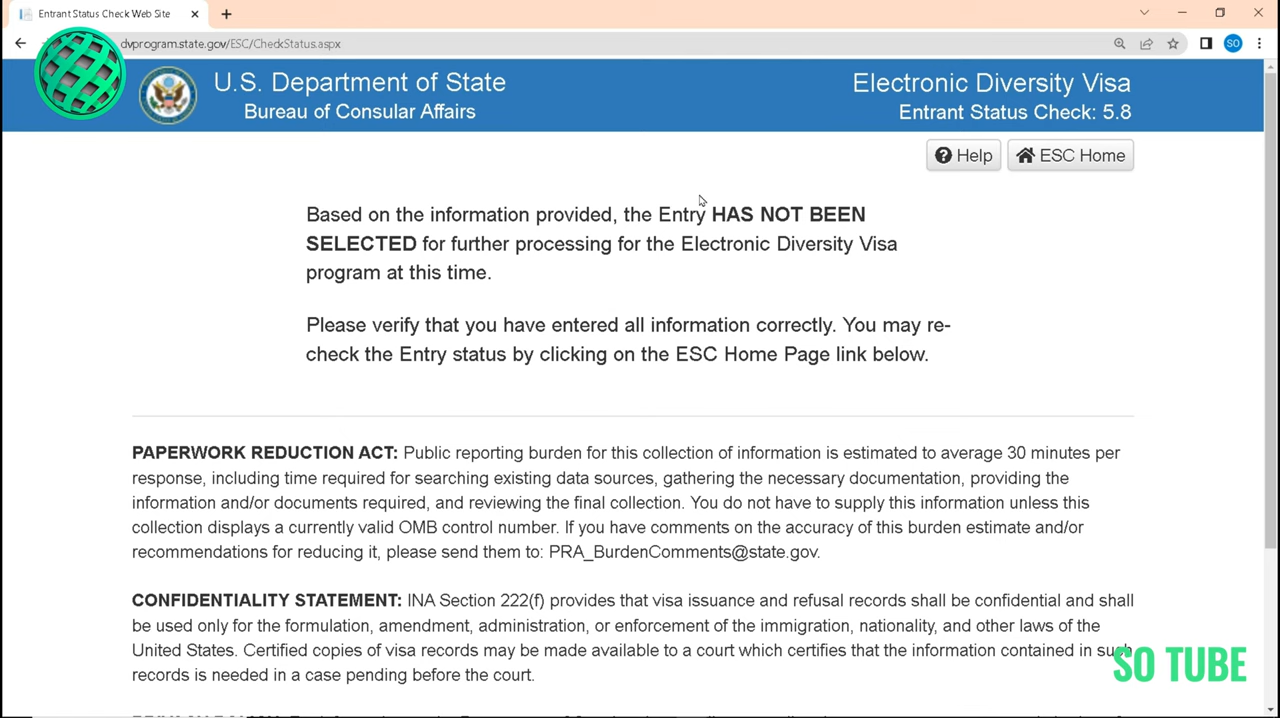 Entrant Status Check Web Site
dvprogram.state.gov/ESC/CheckStatus.aspx
SO
U.S. Department of State
Bureau of Consular Affairs
Electronic Diversity Visa
Entrant Status Check: 5.8
Help
ESC Home
Based on the information provided, the Entry HAS NOT BEEN
SELECTED for further processing for the Electronic Diversity Visa
program at this time.
Please verify that you have entered all information correctly. You may re-
check the Entry status by clicking on the ESC Home Page link below.
PAPERWORK REDUCTION ACT: Public reporting burden for this collection of information is estimated to average 30 minutes per
response, including time required for searching existing data sources, gathering the necessary documentation, providing the
information and/or documents required, and reviewing the final collection. You do not have to supply this information unless this
collection displays a currently valid OMB control number. If you have comments on the accuracy of this burden estimate and/or
recommendations for reducing it, please send them to: PRA_BurdenComments@state.gov.
CONFIDENTIALITY STATEMENT: INA Section 222(f) provides that visa issuance and refusal records shall be confidential and shall
be used only for the formulation, amendment, administration, or enforcement of the immigration, nationality, and other laws of the
United States. Certified copies of visa records may be made available to a court which certifies that the information contained in such
records is needed in a case pending before the court.
SO TUBE